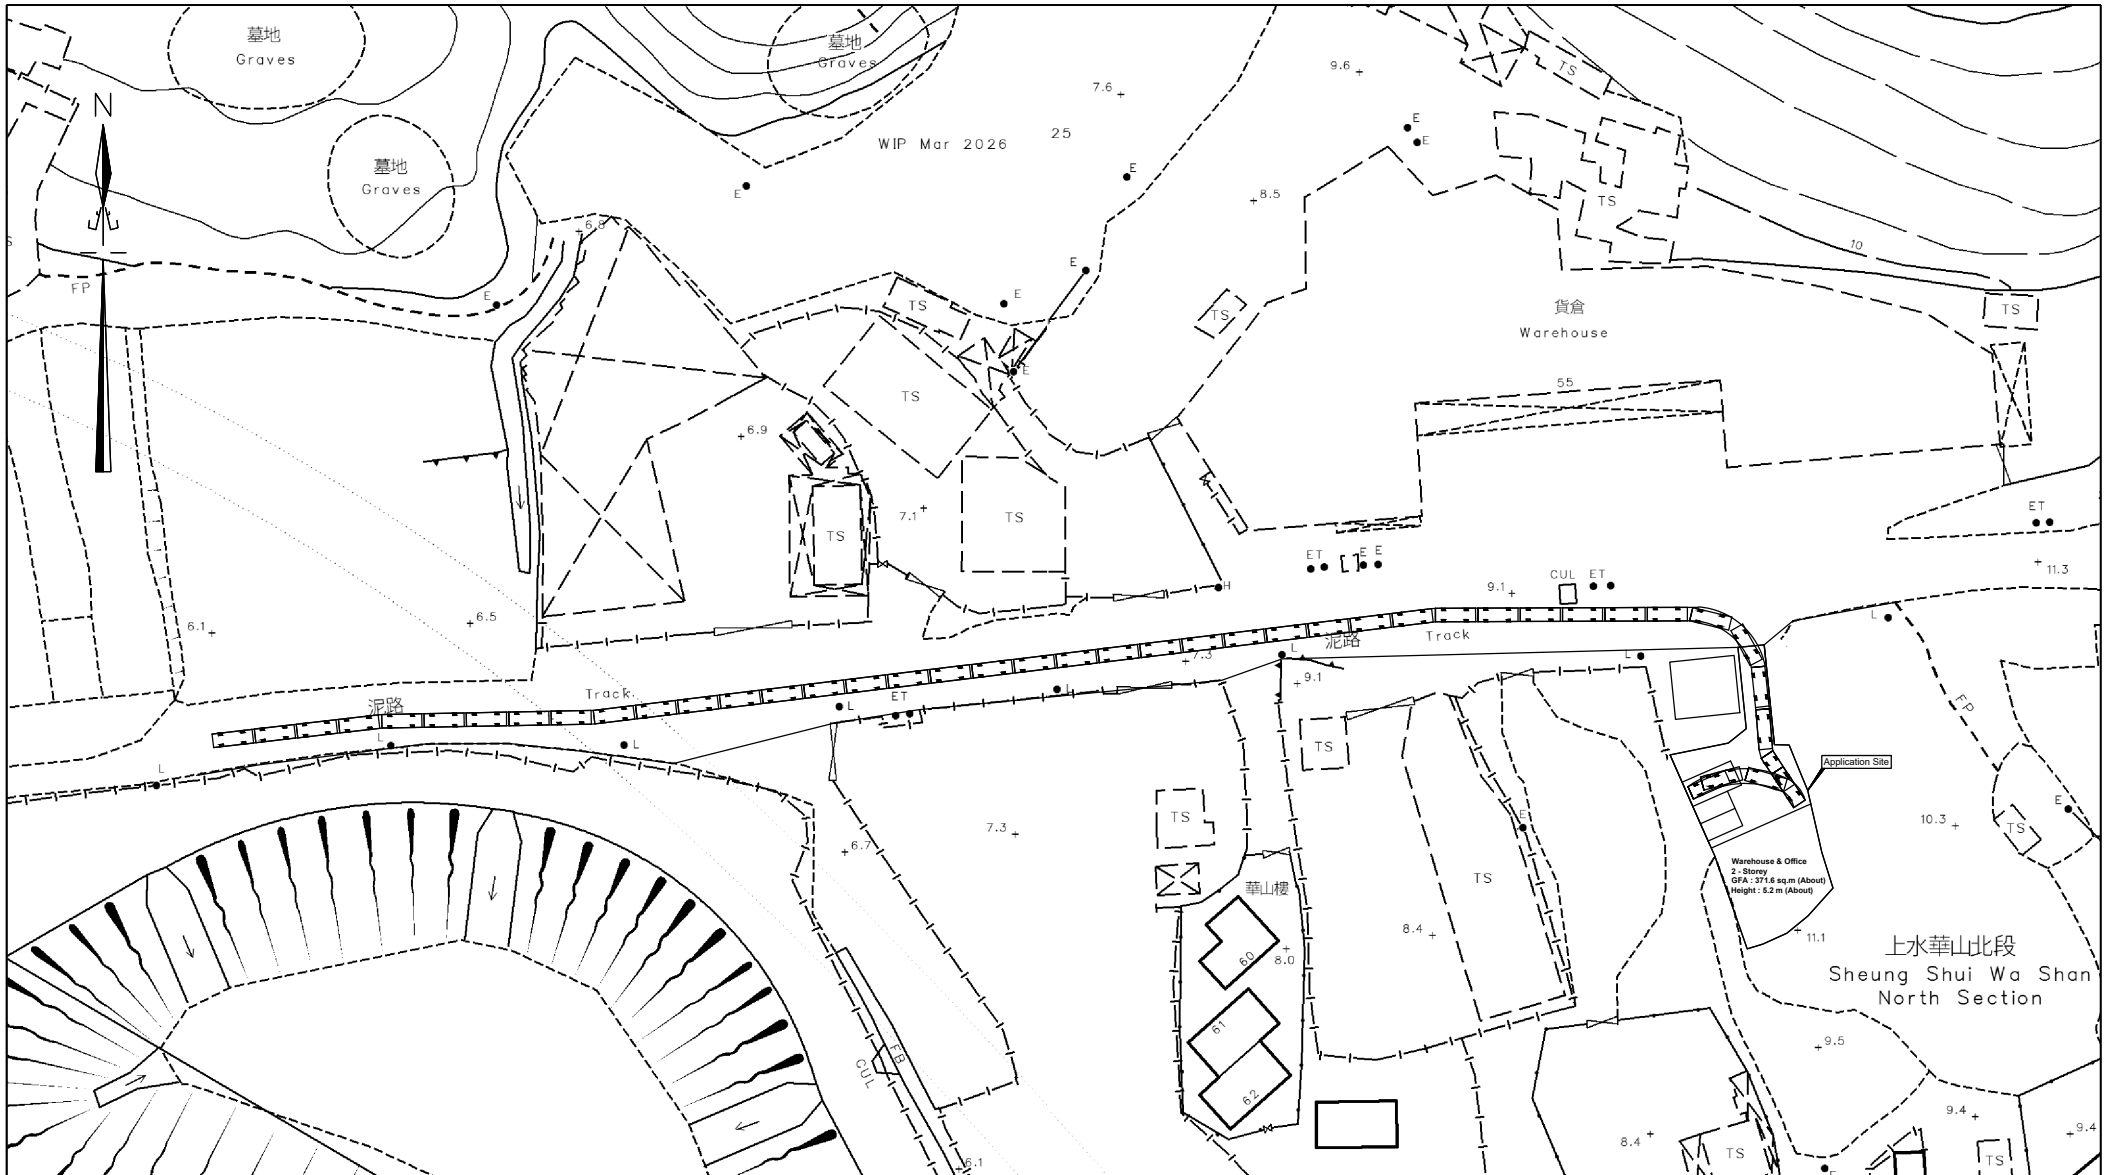 墓地
Graves
墓地
Graves
墓地
Graves
N
S
FP
WIP Mar 2026
25
7.6
9.6
TS
E
E
E
E
8.5
TS
6.8
10
E
E
E
TS
TS
貨倉
Warehouse
TS
E
55
TS
6.9
TS
7.1
TS
ET
ET
E
E
11.3
H
9.1
CUL
ET
6.1
6.5
泥路
Track
L
7.3
L
9.1
L
泥路
Track
ET
L
L
L
L
L
FP
TS
Application Site
TS
E
E
TS
10.3
7.3
6.7
Warehouse & Office
2 - Storey
GFA : 371.6 sq.m (About)
Height : 5.2 m (About)
TS
華山樓
60
8.0
8.4
11.1
上水華山北段
Sheung Shui Wa Shan
North Section
61
62
FB
CUL
9.5
9.4
9.4
8.4
TS
TS
E
6.1